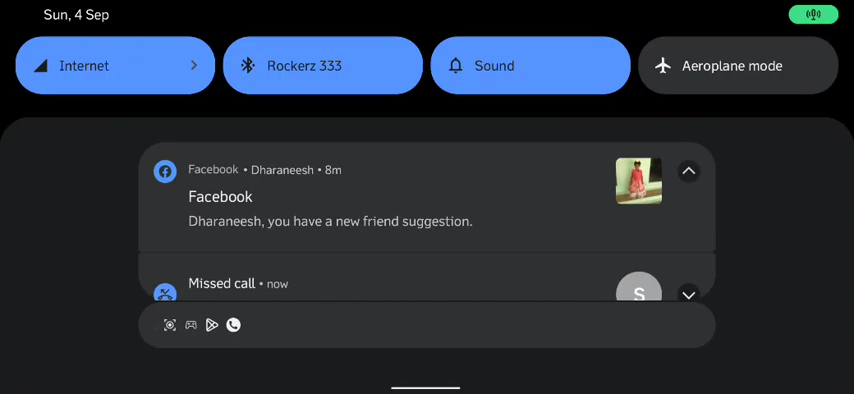 Sun, 4 Sep
Internet
Rockerz 333
Sound
Aeroplane mode
Facebook • Dharaneesh • 8m
Facebook
Dharaneesh, you have a new friend suggestion.
Missed call • now
S